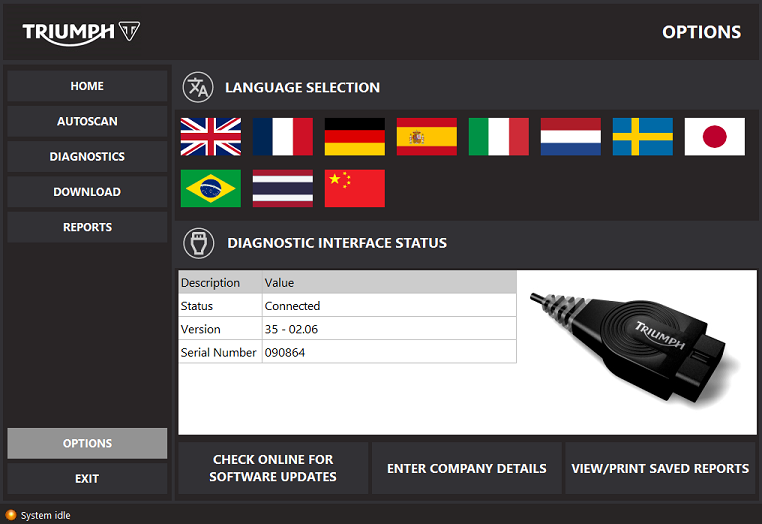 TRIUMPH
OPTIONS
HOME
AUTOSCAN
DIAGNOSTICS
DOWNLOAD
REPORTS
OPTIONS
EXIT
LANGUAGE SELECTION
DIAGNOSTIC INTERFACE STATUS
Description Value
Status Connected
Version 35 - 02.06
Serial Number 090864
TRIUMPH
CHECK ONLINE FOR
SOFTWARE UPDATES
ENTER COMPANY DETAILS
VIEW/PRINT SAVED REPORTS
System idle